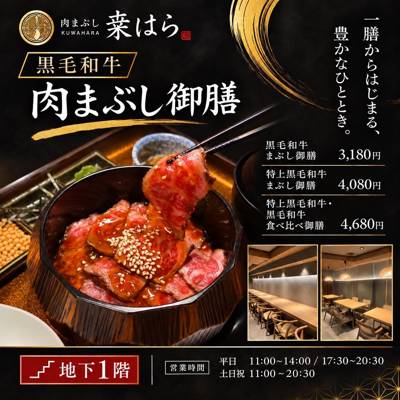 肉まぶし
KUWAHARA
桒はら
黒毛和牛
肉まぶし御膳
一膳からはじまる、
豊かなひととき。
黒毛和牛
まぶし御膳 3,180円
特上黒毛和牛
まぶし御膳 4,080円
特上黒毛和牛・
黒毛和牛
食べ比べ御膳 4,680円
地下1階
営業時間
平日 11:00~14:00 / 17:30~20:30
土日祝 11:00～20:30